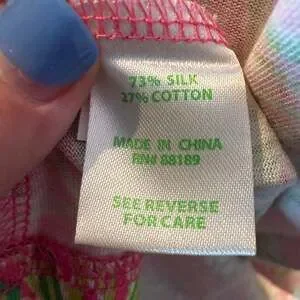 73% SILK
27% COTTON
MADE IN CHINA
RN# 88189
SEE REVERSE
FOR CARE